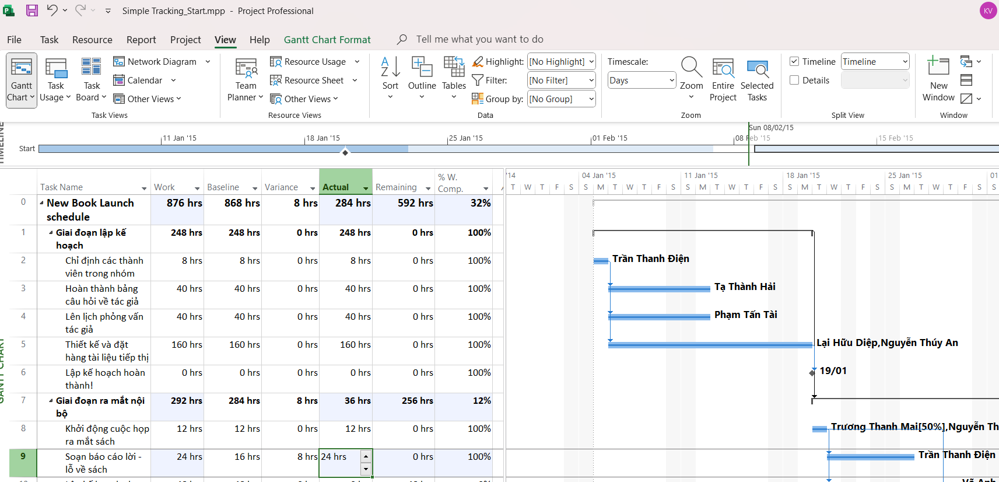 Simple Tracking_Start.mpp - Project Professional
KV
File Task Resource Report Project View Help Gantt Chart Format Tell me what you want to do
Gantt Chart
Task Usage
Task Board
Network Diagram
Calendar
Other Views
Task Views
Team Planner
Resource Usage
Resource Sheet
Other Views
Resource Views
Sort
Outline
Tables
Highlight: [No Highlight]
Filter: [No Filter]
Group by: [No Group]
Data
Timescale:
Days
Zoom
Entire Project
Selected Tasks
Zoom
Timeline Timeline
Details
Split View
New Window
Window
TIMELINE
Sun 08/02/15
11 Jan '15 18 Jan '15 25 Jan '15 01 Feb '15 08 Feb '15 15 Feb '15
Start
GANTT CHART
Task Name Work Baseline Variance Actual Remaining % W. Comp.
'14 04 Jan '15 11 Jan '15 18 Jan '15 25 Jan '15 01
T W T F S S M T W T F S S M T W T F S S M T W T F S S M T W T F S S
0 New Book Launch schedule 876 hrs 868 hrs 8 hrs 284 hrs 592 hrs 32%
1 Giai đoạn lập kế hoạch 248 hrs 248 hrs 0 hrs 248 hrs 0 hrs 100%
2 Chỉ định các thành viên trong nhóm 8 hrs 8 hrs 0 hrs 8 hrs 0 hrs 100% Trần Thanh Điện
3 Hoàn thành bảng câu hỏi về tác giả 40 hrs 40 hrs 0 hrs 40 hrs 0 hrs 100% Tạ Thành Hải
4 Lên lịch phỏng vấn tác giả 40 hrs 40 hrs 0 hrs 40 hrs 0 hrs 100% Phạm Tấn Tài
5 Thiết kế và đặt hàng tài liệu tiếp thị 160 hrs 160 hrs 0 hrs 160 hrs 0 hrs 100% Lại Hữu Diệp,Nguyễn Thúy An
6 Lập kế hoạch hoàn thành! 0 hrs 0 hrs 0 hrs 0 hrs 0 hrs 100% 19/01
7 Giai đoạn ra mắt nội bộ 292 hrs 284 hrs 8 hrs 36 hrs 256 hrs 12%
8 Khởi động cuộc họp ra mắt sách 12 hrs 12 hrs 0 hrs 12 hrs 0 hrs 100% Trương Thanh Mai[50%],Nguyễn Th
9 Soạn báo cáo lời - lỗ về sách 24 hrs 16 hrs 8 hrs 24 hrs 0 hrs 100% Trần Thanh Điện